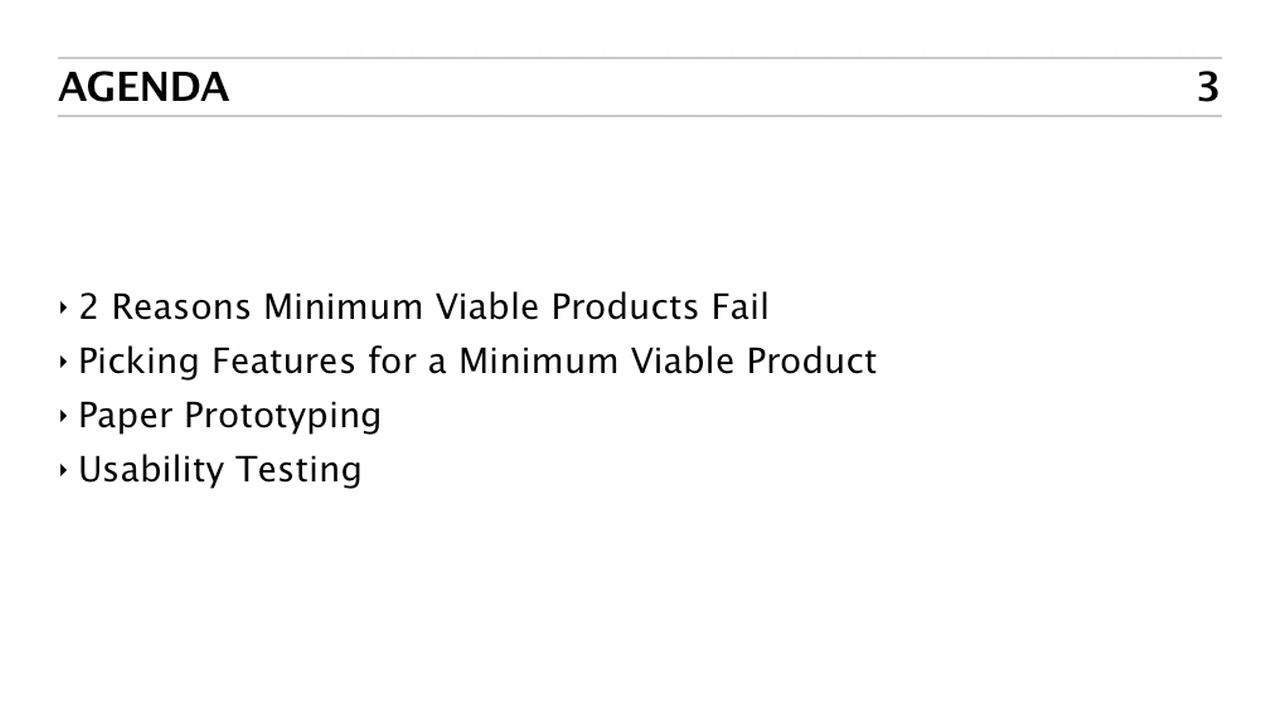 AGENDA 3
‣ 2 Reasons Minimum Viable Products Fail
‣ Picking Features for a Minimum Viable Product
‣ Paper Prototyping
‣ Usability Testing